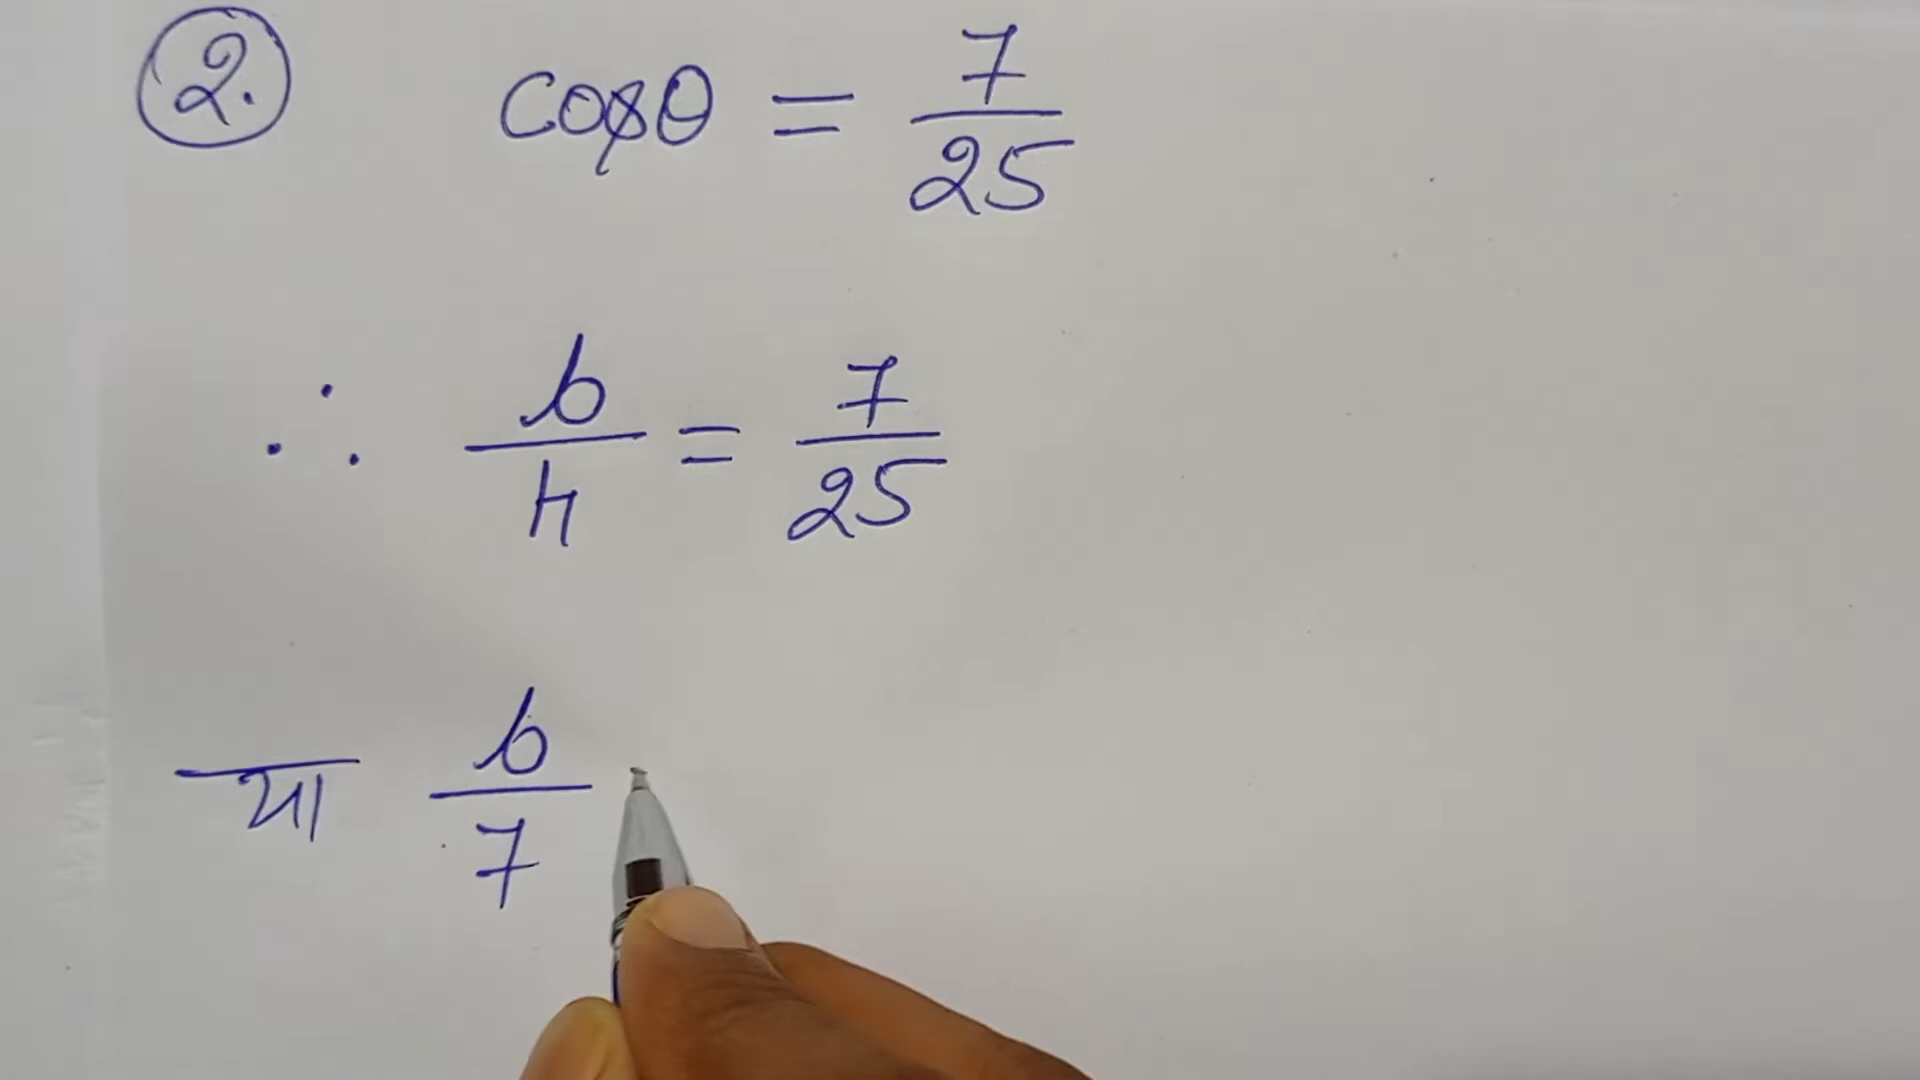 2. cosθ = 7/25
∴ b/h = 7/25
या b/7